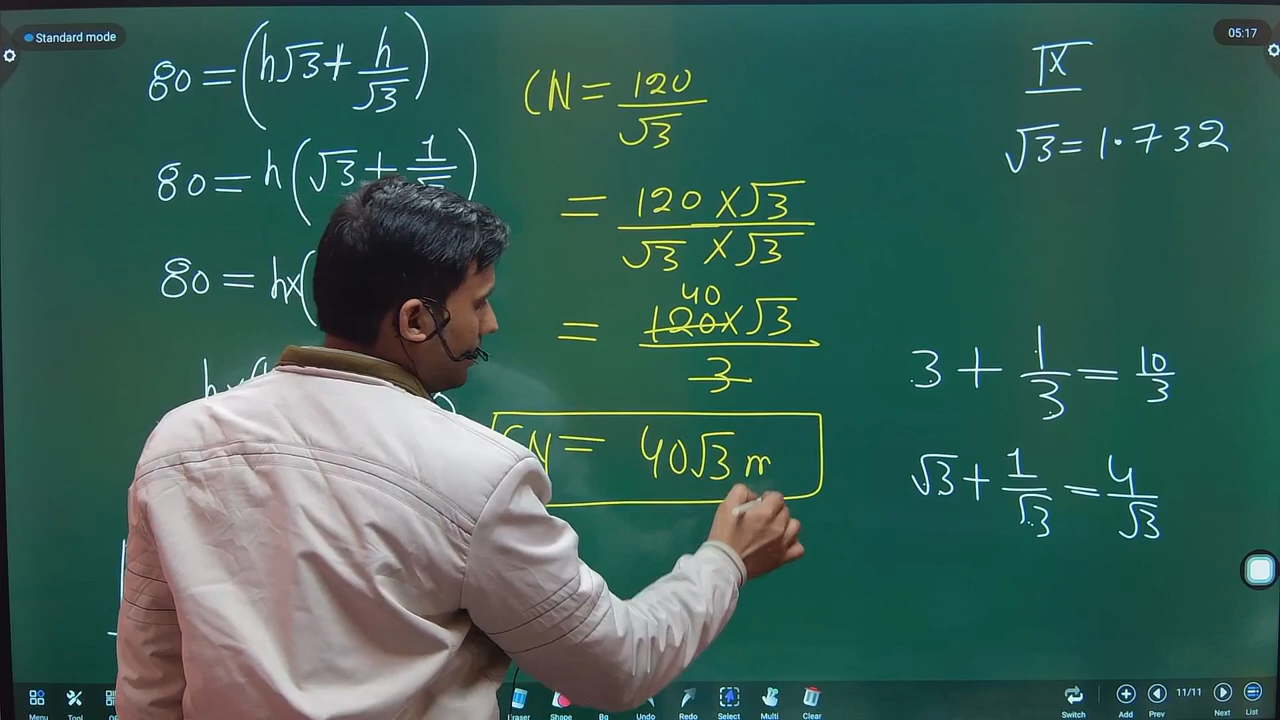 Standard mode
05:17
80 = (h√3 + h/√3)
80 = h(√3 + 1/
80 = hx(
CN = 120/√3
= 120 X √3 / √3 X √3
40
= 120 X √3 / 3
CN = 40√3 m
IX
√3 = 1.732
3 + 1/3 = 10/3
√3 + 1/√3 = 4/√3
Menu Tool Eraser Shape Bg Undo Redo Select Multi Clear Switch Add Prev 11/11 Next List